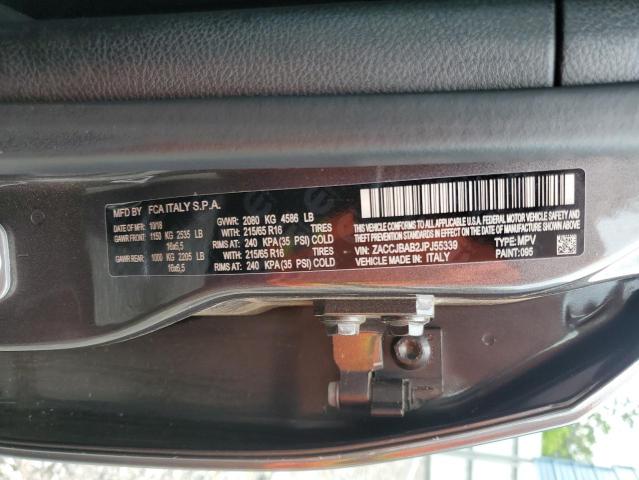 MFD BY FCA ITALY S.P.A.
DATE OF MFR: 10/18 GVWR: 2080 KG 4586 LB
GAWR FRONT: 1150 KG 2535 LB WITH: 215/65 R16 TIRES
16x6,5 RIMS AT: 240 KPA(35 PSI) COLD
GAWR REAR: 1000 KG 2205 LB WITH: 215/65 R16 TIRES
16x6,5 RIMS AT: 240 KPA(35 PSI) COLD
THIS VEHICLE CONFORMS TO ALL APPLICABLE U.S.A. FEDERAL MOTOR
VEHICLE SAFETY, BUMPER AND THEFT
PREVENTION STANDARDS IN EFFECT ON THE DATE OF MANUFACTURE SHOWN ABOVE.
VIN: ZACCJBAB2JPJ55339 TYPE: MPV
VEHICLE MADE IN: ITALY PAINT: 095